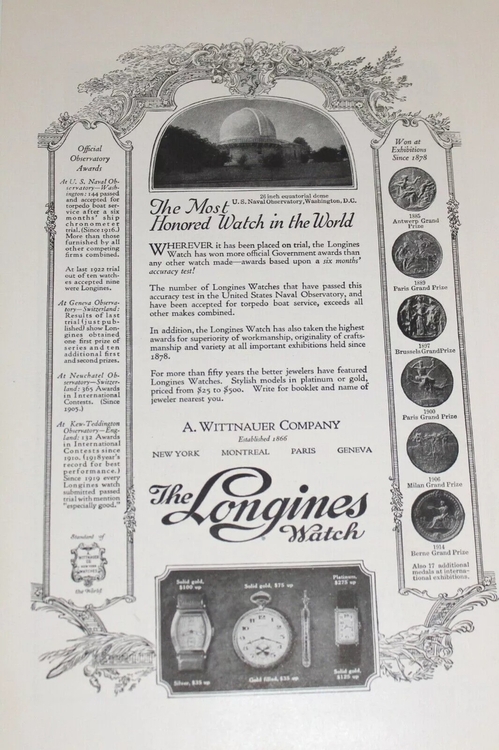 Official
Observatory
Awards
At U. S. Naval Ob-
servatory—Wash-
ington: 144 passed
and accepted for
torpedo boat ser-
vice after a six
months' ship
chronometer
trial. (Since 1916.)
More than those
furnished by all
other competing
firms combined.
At last 1922 trial
out of ten watch-
es accepted nine
were Longines.
At Geneva Observa-
tory—Switzerland:
Results of last
trial (just pub-
lished) show Lon-
gines obtained
one first prize of
series and ten
additional first
and second prizes.
At Neuchatel Ob-
servatory—Switzer-
land: 365 Awards
in International
Contests. (Since
1905.)
At Kew-Teddington
Observatory—Eng-
land: 132 Awards
in International
Contests since
1910. (1918 year's
record for best
performance.)
Since 1919 every
Longines watch
submitted passed
trial with mention
"especially good."
Standard of
the World
26 inch equatorial dome
U. S. Naval Observatory, Washington, D.C.
The Most
Honored Watch in the World
WHEREVER it has been placed on trial, the Longines
Watch has won more official Government awards than
any other watch made—awards based upon a six months'
accuracy test!
The number of Longines Watches that have passed this
accuracy test in the United States Naval Observatory, and
have been accepted for torpedo boat service, exceeds all
other makes combined.
In addition, the Longines Watch has also taken the highest
awards for superiority of workmanship, originality of crafts-
manship and variety at all important exhibitions held since
1878.
For more than fifty years the better jewelers have featured
Longines Watches. Stylish models in platinum or gold,
priced from $25 to $500. Write for booklet and name of
jeweler nearest you.
A. WITTNAUER COMPANY
Established 1866
NEW YORK MONTREAL PARIS GENEVA
The Longines
Watch
Solid gold,
$100 up
Solid gold, $75 up
Platinum,
$275 up
Silver, $35 up
Gold filled, $35 up
Solid gold,
$125 up
Won at
Exhibitions
Since 1878
1885
Antwerp Grand
Prize
1889
Paris Grand Prize
1897
Brussels Grand Prize
1900
Paris Grand Prize
1906
Milan Grand Prize
1914
Berne Grand Prize
Also 17 additional
medals at interna-
tional exhibitions.